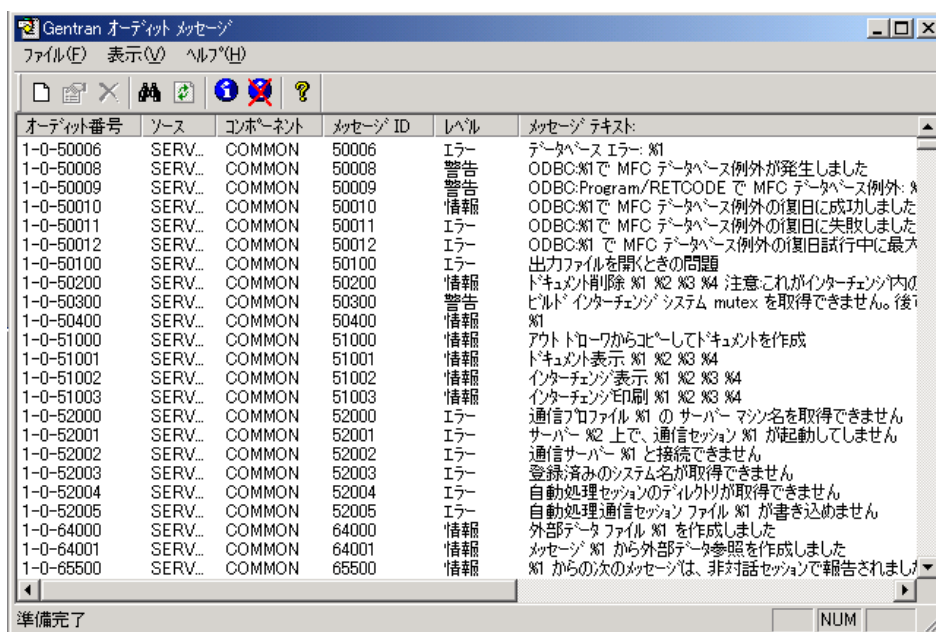 Gentran オーディット メッセージ
ファイル(F) 表示(V) ヘルプ(H)
オーディット番号 ソース コンポーネント メッセージ ID レベル メッセージ テキスト:
1-0-50006 SERV... COMMON 50006 エラー データベース エラー: %1
1-0-50008 SERV... COMMON 50008 警告 ODBC:%1で MFC データベース例外が発生しました
1-0-50009 SERV... COMMON 50009 警告 ODBC:Program/RETCODE で MFC データベース例外: %
1-0-50010 SERV... COMMON 50010 情報 ODBC:%1で MFC データベース例外の復旧に成功しました
1-0-50011 SERV... COMMON 50011 エラー ODBC:%1で MFC データベース例外の復旧に失敗しました
1-0-50012 SERV... COMMON 50012 エラー ODBC:%1 で MFC データベース例外の復旧試行中に最大
1-0-50100 SERV... COMMON 50100 エラー 出力ファイルを開くときの問題
1-0-50200 SERV... COMMON 50200 情報 ドキュメント削除 %1 %2 %3 %4 注意:これがインターチェンジ内の
1-0-50300 SERV... COMMON 50300 警告 ビルド インターチェンジ システム mutex を取得できません。後で
1-0-50400 SERV... COMMON 50400 情報 %1
1-0-51000 SERV... COMMON 51000 情報 アウト ドローワからコピーしてドキュメントを作成
1-0-51001 SERV... COMMON 51001 情報 ドキュメント表示 %1 %2 %3 %4
1-0-51002 SERV... COMMON 51002 情報 インターチェンジ表示 %1 %2 %3 %4
1-0-51003 SERV... COMMON 51003 情報 インターチェンジ印刷 %1 %2 %3 %4
1-0-52000 SERV... COMMON 52000 エラー 通信プロファイル %1 の サーバー マシン名を取得できません
1-0-52001 SERV... COMMON 52001 エラー サーバー %2 上で、通信セッション %1 が起動してしません
1-0-52002 SERV... COMMON 52002 エラー 通信サーバー %1 と接続できません
1-0-52003 SERV... COMMON 52003 エラー 登録済みのシステム名が取得できません
1-0-52004 SERV... COMMON 52004 エラー 自動処理セッションのディレクトリが取得できません
1-0-52005 SERV... COMMON 52005 エラー 自動処理通信セッション ファイル %1 が書き込めません
1-0-64000 SERV... COMMON 64000 情報 外部データ ファイル %1 を作成しました
1-0-64001 SERV... COMMON 64001 情報 メッセージ %1 から外部データ参照を作成しました
1-0-65500 SERV... COMMON 65500 情報 %1 からの次のメッセージは、非対話セッションで報告されました
準備完了 NUM